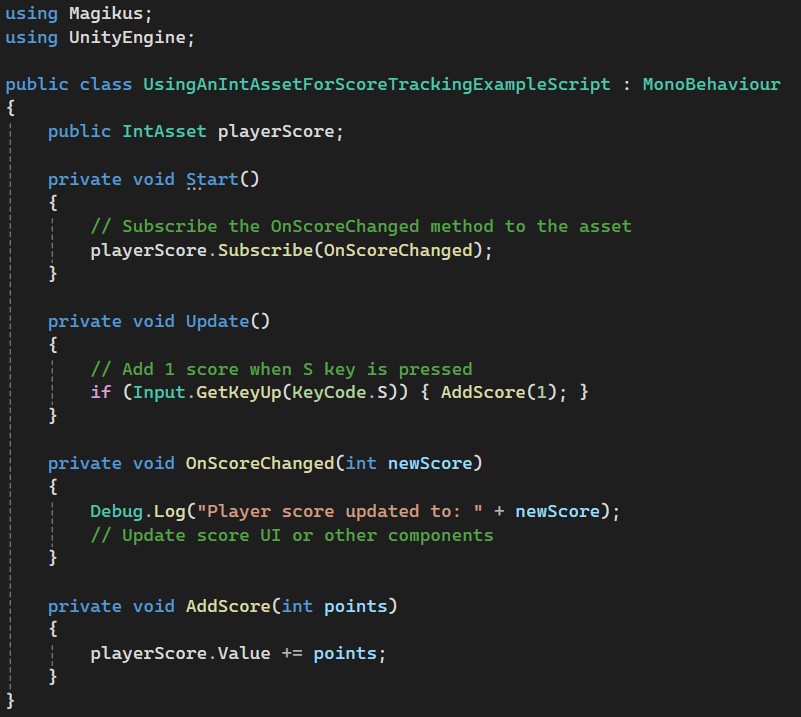 using Magikus;
using UnityEngine;

public class UsingAnIntAssetForScoreTrackingExampleScript : MonoBehaviour
{
    public IntAsset playerScore;

    private void Start()
    {
        // Subscribe the OnScoreChanged method to the asset
        playerScore.Subscribe(OnScoreChanged);
    }

    private void Update()
    {
        // Add 1 score when S key is pressed
        if (Input.GetKeyUp(KeyCode.S)) { AddScore(1); }
    }

    private void OnScoreChanged(int newScore)
    {
        Debug.Log("Player score updated to: " + newScore);
        // Update score UI or other components
    }

    private void AddScore(int points)
    {
        playerScore.Value += points;
    }
}